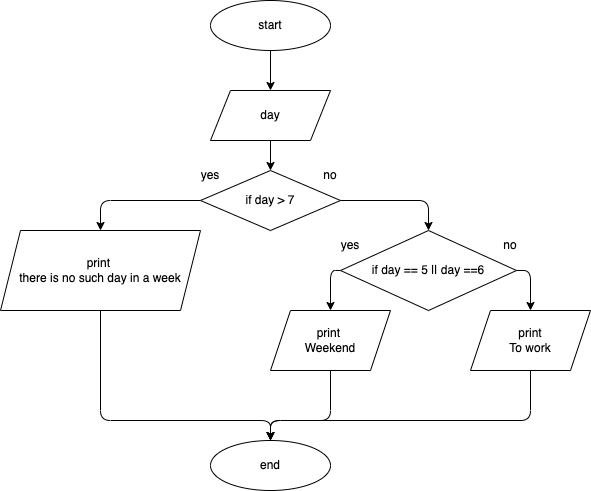 start
day
yes
no
if day > 7
print
there is no such day in a week
yes
no
if day == 5 || day ==6
print
Weekend
print
To work
end